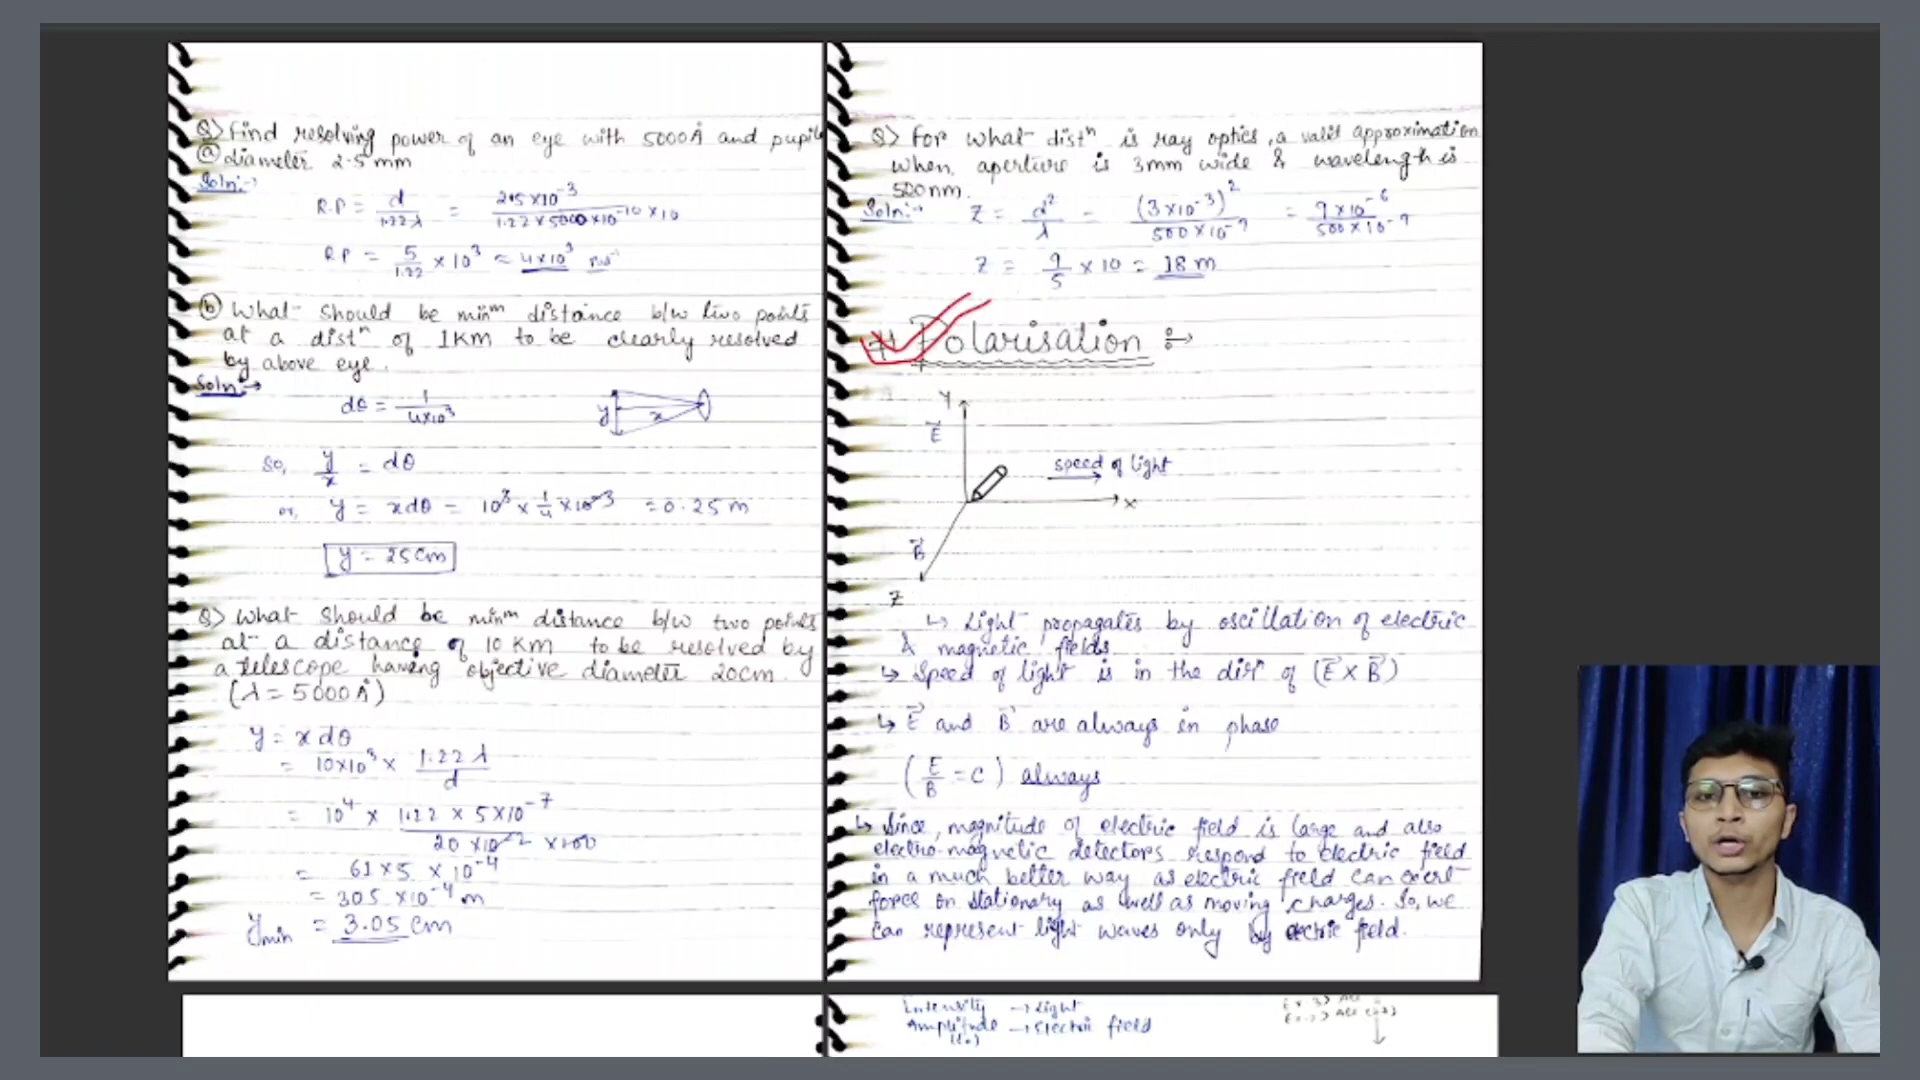 Q> Find resolving power of an eye with 5000Å and pupil
(a) diameter 2.5 mm
Soln:→
R.P = d / 1.22 λ = 2.5 × 10⁻³ / 1.22 × 5000 × 10⁻¹⁰ × 10
R.P = 5 / 1.22 × 10³ ≈ 4×10³
(b) What should be minᵐ distance b/w two points
at a distⁿ of 1Km to be clearly resolved
by above eye.
Soln:→
dθ = 1 / 4×10³
y x
so, y / x = dθ
or, y = xdθ = 10³ × 1/4 × 10⁻³ = 0.25 m
y = 25 cm
Q> What should be minᵐ distance b/w two points
at a distance of 10 Km to be resolved by
a telescope having objective diameter 20cm.
(λ = 5000Å)
y = x dθ
= 10×10³ × 1.22 λ / d
= 10⁴ × 1.22 × 5×10⁻⁷ / 20 × 10⁻² × 100
= 61 × 5 × 10⁻⁴
= 305 × 10⁻⁴ m
ymin = 3.05 cm
Q> For what distⁿ is ray optics, a valid approximation
when aperture is 3mm wide & wavelength is
500nm.
Soln:→ Z = d² / λ = (3×10⁻³)² / 500 × 10⁻⁹ = 9 × 10⁻⁶ / 500 × 10⁻⁹
Z = 9 / 5 × 10 = 18 m
# Polarisation :→
Y
E
speed of light
X
B
Z
↳ Light propagates by oscillation of electric
& magnetic fields
↳ Speed of light is in the dirⁿ of (E × B)
↳ E and B are always in phase
( E / B = C ) always
↳ Since, magnitude of electric field is large and also
electro-magnetic detectors respond to electric field
in a much better way as electric field can exert
force on stationary as well as moving charges. So, we
can represent light waves only by electric field.
Intensity → Light
Amplitude → Electric field